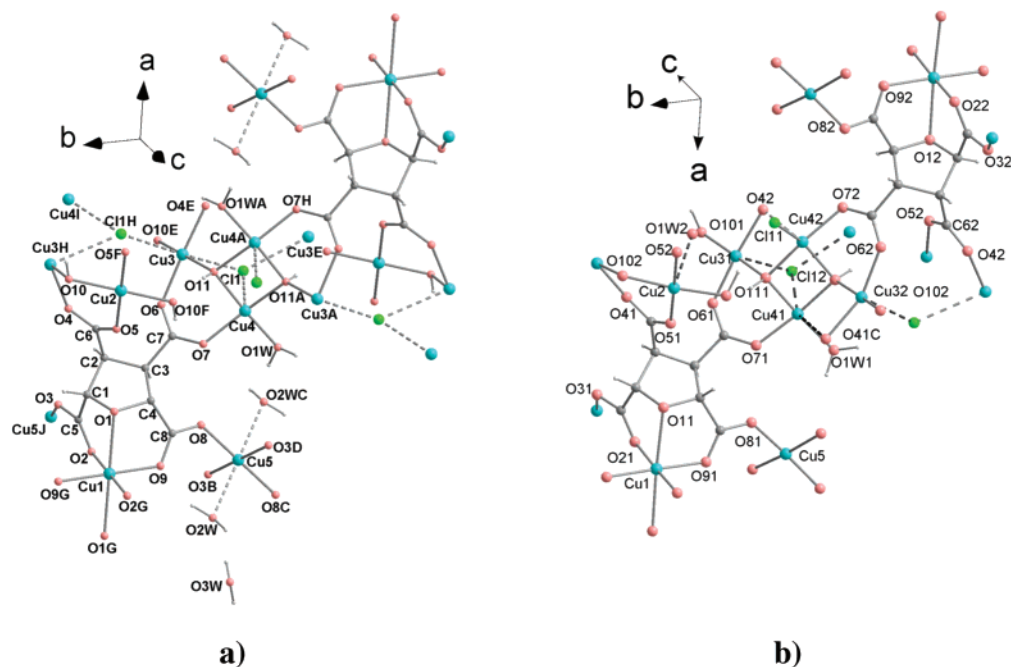 a
b
c
O4E
O1WA
O7H
Cu4I
Cl1H
O10E
Cu4A
Cu3E
Cu3H
O5F
Cu3
O11
Cl1
O10
Cu2
O11A
O6
O10F
Cu4
Cu3A
O4
O5
C6
C7
O7
O1W
C2
C3
C1
O3
O1
C4
O2WC
Cu5J
C5
C8
O8
O3D
O2
O9
Cu5
O3B
Cu1
O9G
O2G
O8C
O2W
O1G
O3W
a)
c
b
a
O92
O22
O82
O12
O32
O42
O72
O1W2
O101
Cu42
O52
C62
O52
Cl11
O62
O42
Cu31
O102
Cl12
Cu2
O111
Cu32
O102
O41
O61
Cu41
O51
O41C
O71
O1W1
O31
O11
O81
O21
Cu1
O91
Cu5
b)